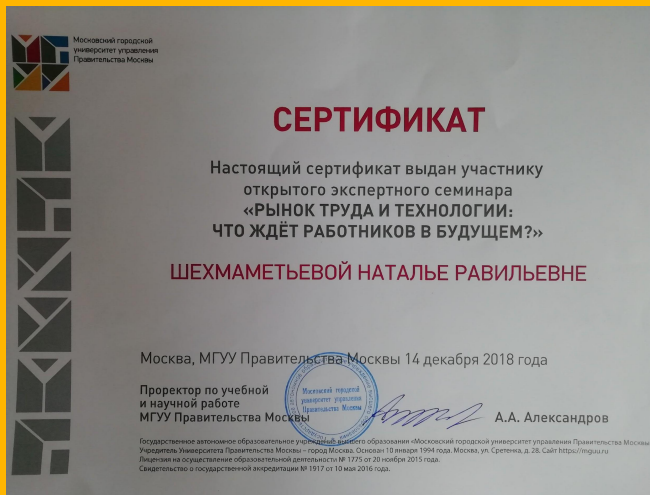 Московский городской
университет управления
Правительства Москвы
СЕРТИФИКАТ
Настоящий сертификат выдан участнику
открытого экспертного семинара
«РЫНОК ТРУДА И ТЕХНОЛОГИИ:
ЧТО ЖДЁТ РАБОТНИКОВ В БУДУЩЕМ?»
ШЕХМАМЕТЬЕВОЙ НАТАЛЬЕ РАВИЛЬЕВНЕ
Москва, МГУУ Правительства Москвы 14 декабря 2018 года
Проректор по учебной
и научной работе
МГУУ Правительства Москвы
Московский городской
университет управления
Правительства Москвы
А.А. Александров
Государственное автономное образовательное учреждение высшего образования «Московский городской университет управления Правительства Москвы
Учредитель Университета Правительства Москвы – город Москва. Основан 10 января 1994 года. Москва, ул. Сретенка, д. 28. Сайт https://mguu.ru
Лицензия на осуществление образовательной деятельности № 1775 от 20 ноября 2015 года.
Свидетельство о государственной аккредитации № 1917 от 10 мая 2016 года.